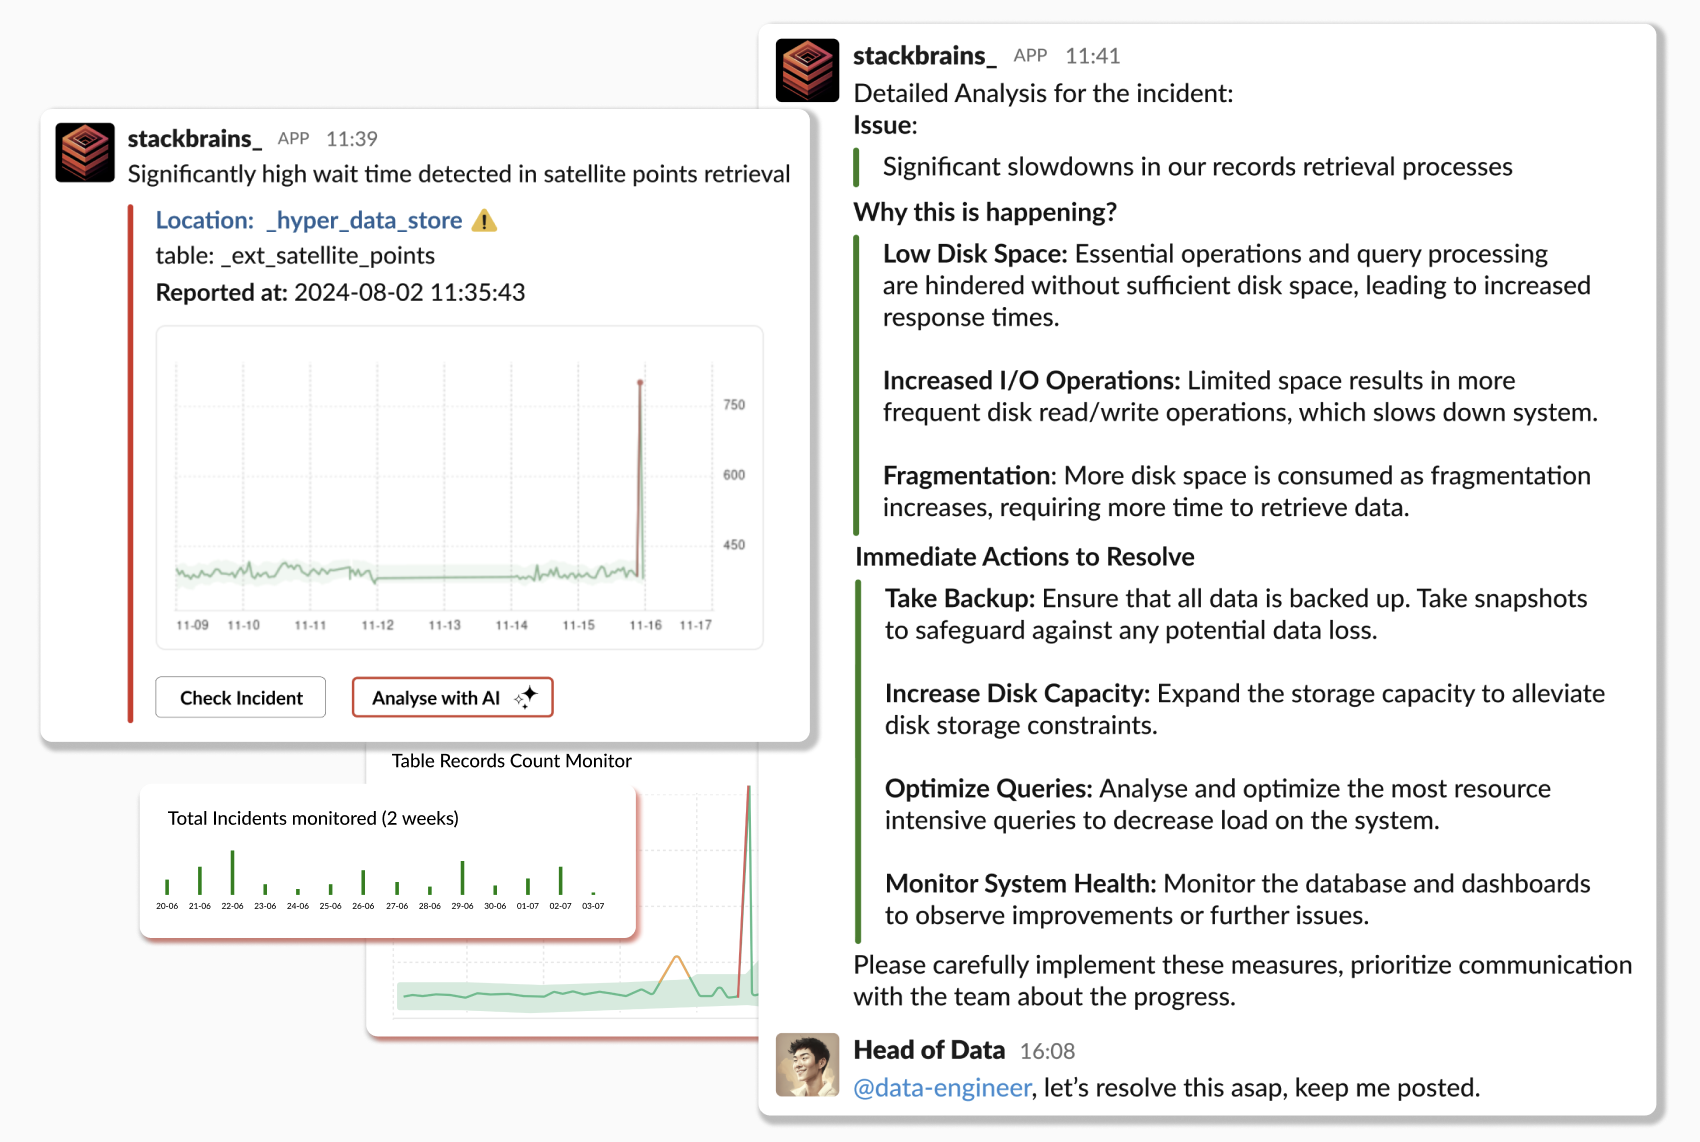 stackbrains_ APP 11:39
Significantly high wait time detected in satellite points retrieval
Location: _hyper_data_store
table: _ext_satellite_points
Reported at: 2024-08-02 11:35:43
750
600
450
11-09 11-10 11-11 11-12 11-13 11-14 11-15 11-16 11-17
Check Incident Analyse with AI
Table Records Count Monitor
Total Incidents monitored (2 weeks)
20-06 21-06 22-06 23-06 24-06 25-06 26-06 27-06 28-06 29-06 30-06 01-07 02-07 03-07
stackbrains_ APP 11:41
Detailed Analysis for the incident:
Issue:
Significant slowdowns in our records retrieval processes
Why this is happening?
Low Disk Space: Essential operations and query processing
are hindered without sufficient disk space, leading to increased
response times.
Increased I/O Operations: Limited space results in more
frequent disk read/write operations, which slows down system.
Fragmentation: More disk space is consumed as fragmentation
increases, requiring more time to retrieve data.
Immediate Actions to Resolve
Take Backup: Ensure that all data is backed up. Take snapshots
to safeguard against any potential data loss.
Increase Disk Capacity: Expand the storage capacity to alleviate
disk storage constraints.
Optimize Queries: Analyse and optimize the most resource
intensive queries to decrease load on the system.
Monitor System Health: Monitor the database and dashboards
to observe improvements or further issues.
Please carefully implement these measures, prioritize communication
with the team about the progress.
Head of Data 16:08
@data-engineer, let's resolve this asap, keep me posted.